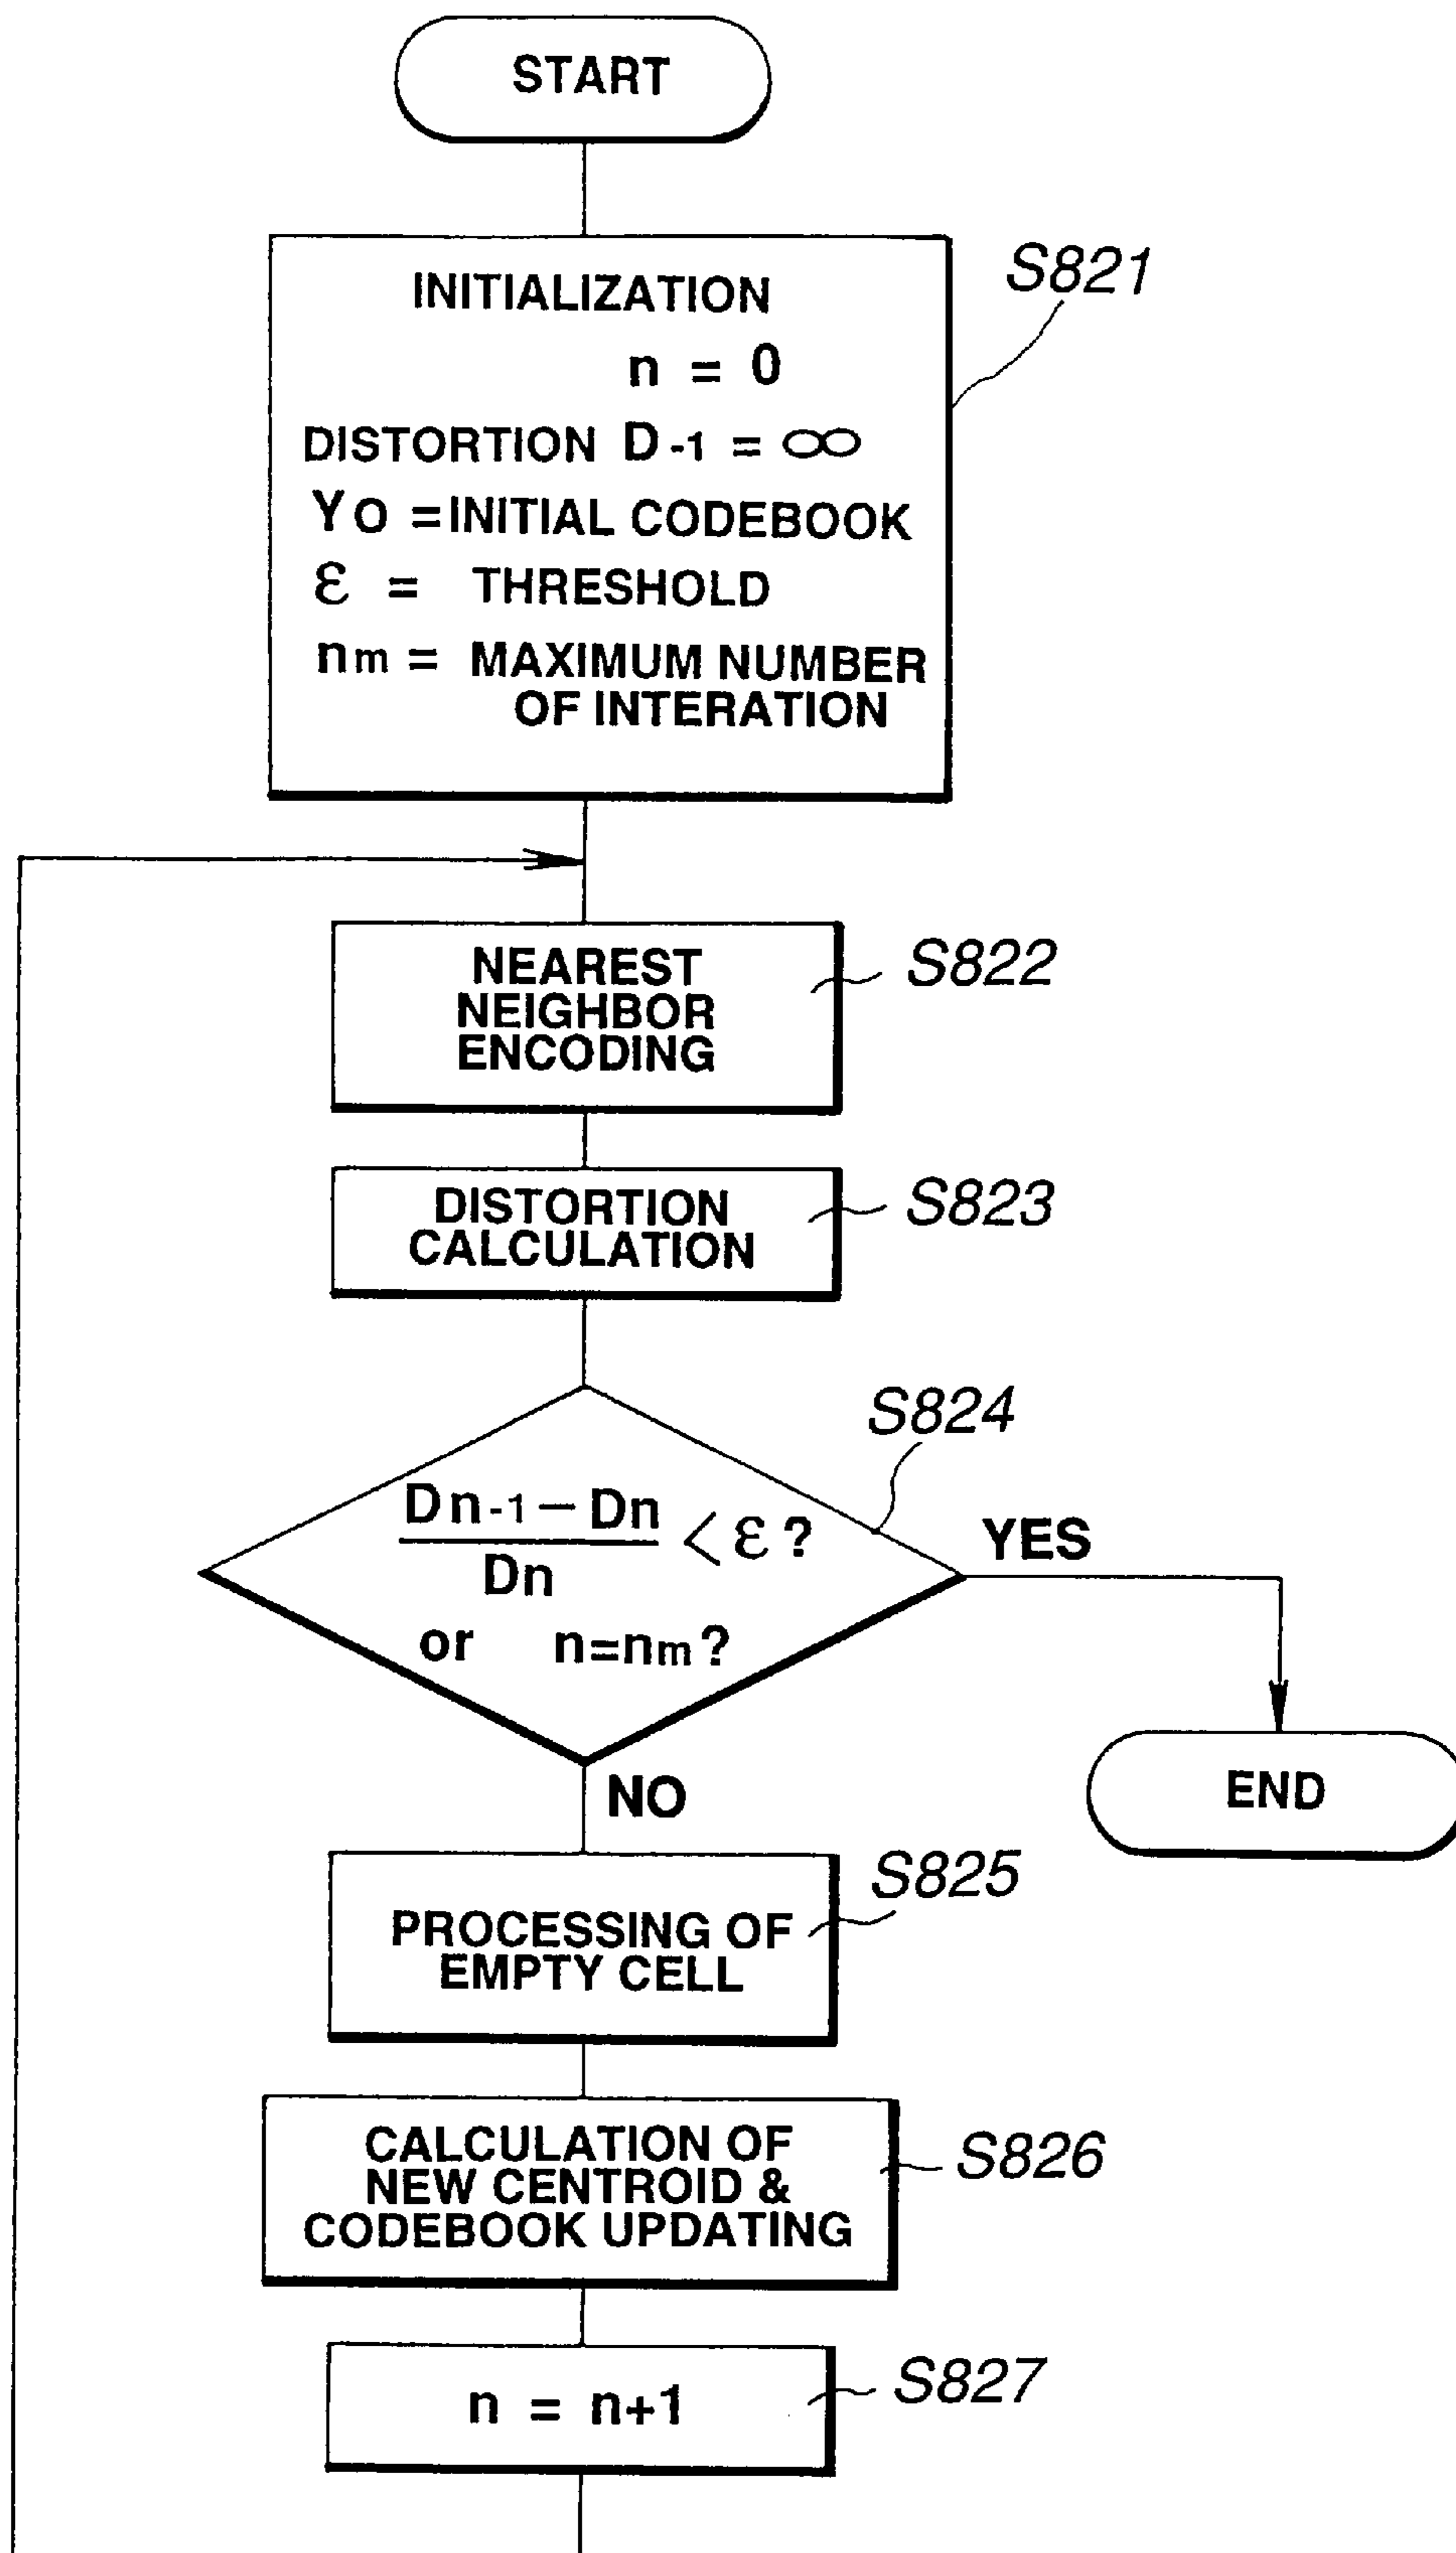 START
INITIALIZATION
n = 0
DISTORTION D-1 = ∞
Y0 = INITIAL CODEBOOK
ε = THRESHOLD
nm = MAXIMUM NUMBER
OF INTERATION
S821
NEAREST
NEIGHBOR
ENCODING
S822
DISTORTION
CALCULATION
S823
S824
Dn-1 — Dn
Dn
< ε ?
or n=nm?
YES
END
NO
PROCESSING OF
EMPTY CELL
S825
CALCULATION OF
NEW CENTROID &
CODEBOOK UPDATING
S826
n = n+1
S827